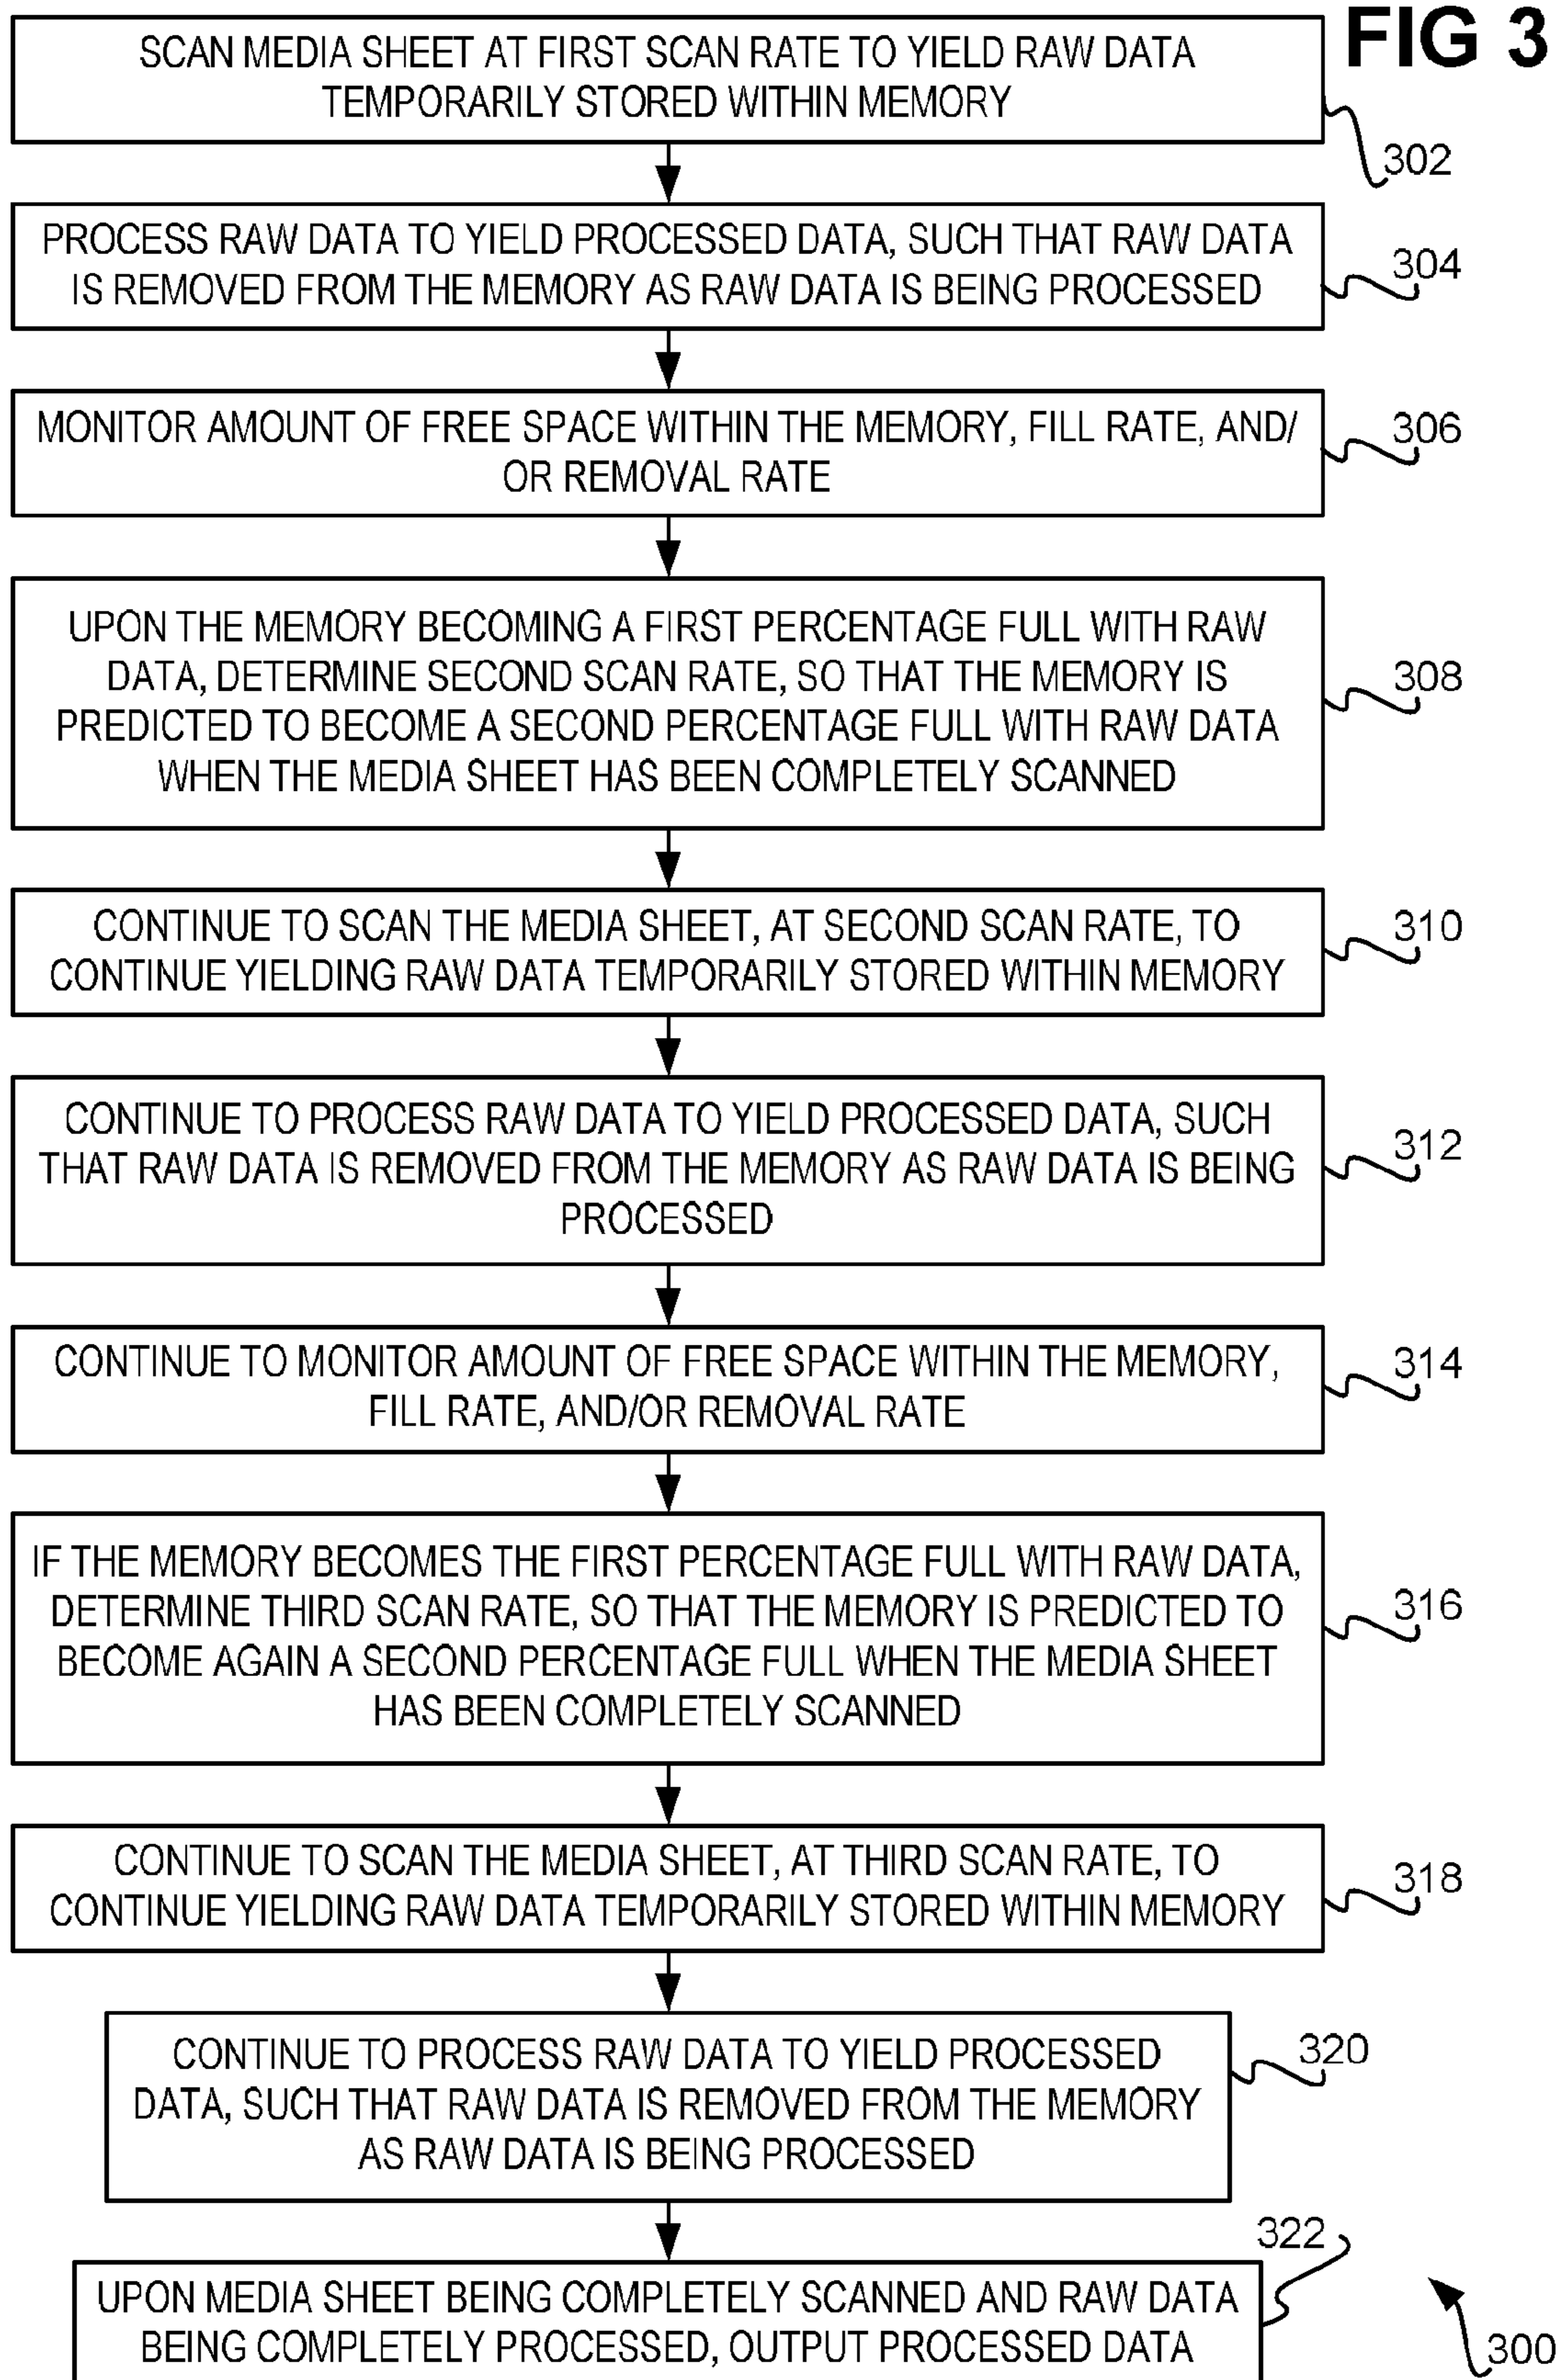 FIG 3
SCAN MEDIA SHEET AT FIRST SCAN RATE TO YIELD RAW DATA
TEMPORARILY STORED WITHIN MEMORY
302
PROCESS RAW DATA TO YIELD PROCESSED DATA, SUCH THAT RAW DATA
IS REMOVED FROM THE MEMORY AS RAW DATA IS BEING PROCESSED
304
MONITOR AMOUNT OF FREE SPACE WITHIN THE MEMORY, FILL RATE, AND/
OR REMOVAL RATE
306
UPON THE MEMORY BECOMING A FIRST PERCENTAGE FULL WITH RAW
DATA, DETERMINE SECOND SCAN RATE, SO THAT THE MEMORY IS
PREDICTED TO BECOME A SECOND PERCENTAGE FULL WITH RAW DATA
WHEN THE MEDIA SHEET HAS BEEN COMPLETELY SCANNED
308
CONTINUE TO SCAN THE MEDIA SHEET, AT SECOND SCAN RATE, TO
CONTINUE YIELDING RAW DATA TEMPORARILY STORED WITHIN MEMORY
310
CONTINUE TO PROCESS RAW DATA TO YIELD PROCESSED DATA, SUCH
THAT RAW DATA IS REMOVED FROM THE MEMORY AS RAW DATA IS BEING
PROCESSED
312
CONTINUE TO MONITOR AMOUNT OF FREE SPACE WITHIN THE MEMORY,
FILL RATE, AND/OR REMOVAL RATE
314
IF THE MEMORY BECOMES THE FIRST PERCENTAGE FULL WITH RAW DATA,
DETERMINE THIRD SCAN RATE, SO THAT THE MEMORY IS PREDICTED TO
BECOME AGAIN A SECOND PERCENTAGE FULL WHEN THE MEDIA SHEET
HAS BEEN COMPLETELY SCANNED
316
CONTINUE TO SCAN THE MEDIA SHEET, AT THIRD SCAN RATE, TO
CONTINUE YIELDING RAW DATA TEMPORARILY STORED WITHIN MEMORY
318
CONTINUE TO PROCESS RAW DATA TO YIELD PROCESSED
DATA, SUCH THAT RAW DATA IS REMOVED FROM THE MEMORY
AS RAW DATA IS BEING PROCESSED
320
322
UPON MEDIA SHEET BEING COMPLETELY SCANNED AND RAW DATA
BEING COMPLETELY PROCESSED, OUTPUT PROCESSED DATA
300